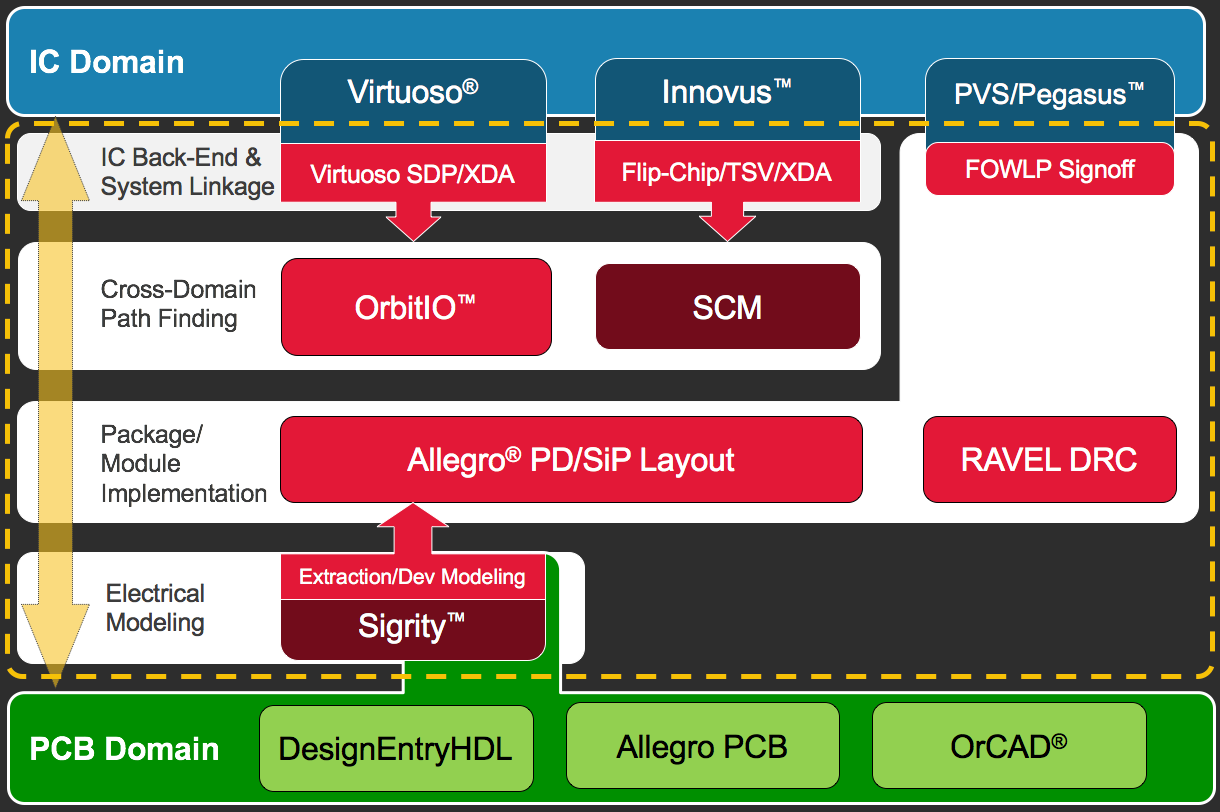 IC Domain
Virtuoso®
Innovus™
PVS/Pegasus™
IC Back-End &
System Linkage
Virtuoso SDP/XDA
Flip-Chip/TSV/XDA
FOWLP Signoff
Cross-Domain
Path Finding
OrbitIO™
SCM
Package/
Module
Implementation
Allegro® PD/SiP Layout
RAVEL DRC
Electrical
Modeling
Extraction/Dev Modeling
Sigrity™
PCB Domain
DesignEntryHDL
Allegro PCB
OrCAD®